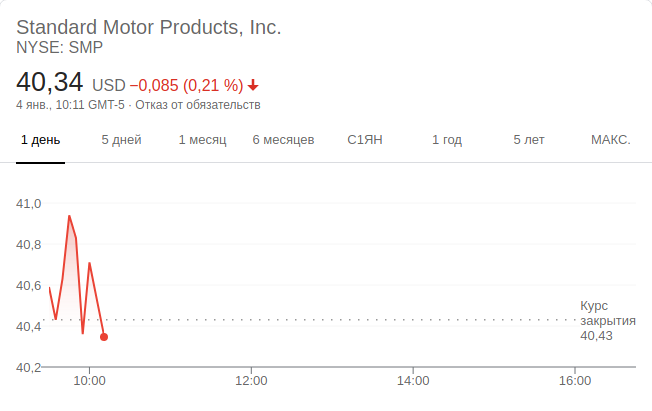 Standard Motor Products, Inc.
NYSE: SMP
40,34 USD −0,085 (0,21 %)
4 янв., 10:11 GMT-5 · Отказ от обязательств
1 день 5 дней 1 месяц 6 месяцев С1ЯН 1 год 5 лет МАКС.
41,0
40,8
40,6
40,4
40,2
Курс
закрытия
40,43
10:00 12:00 14:00 16:00